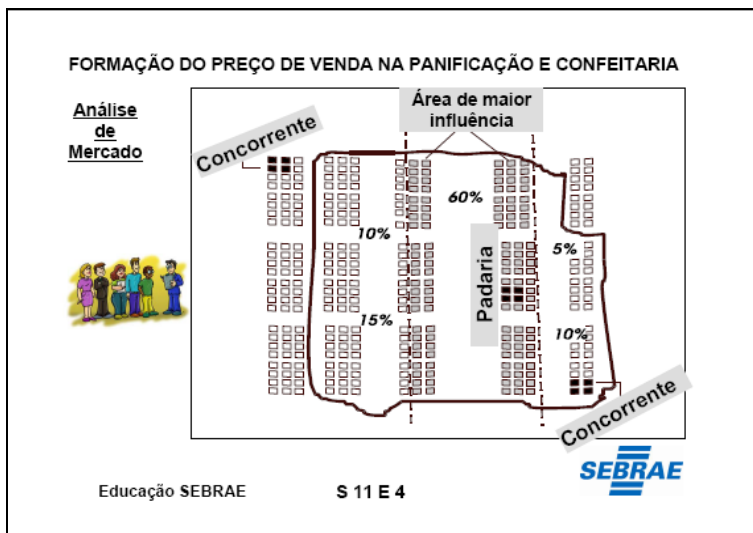 FORMAÇÃO DO PREÇO DE VENDA NA PANIFICAÇÃO E CONFEITARIA
Análise
de
Mercado
Concorrente
Área de maior
influência
60%
10%
5%
Padaria
15%
10%
Concorrente
SEBRAE
Educação SEBRAE
S 11 E 4